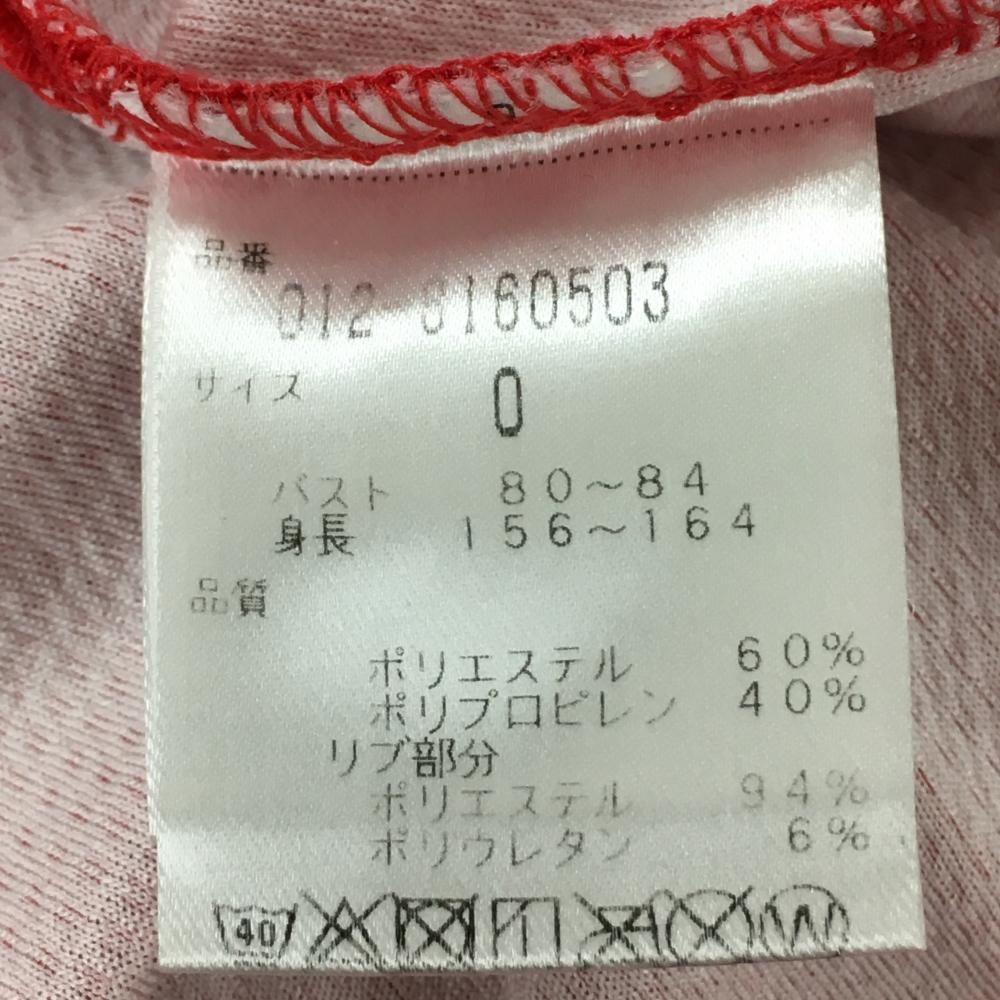 品番
012-8160503
サイズ 0
バスト 80～84
身長 156～164
品質
ポリエステル 60%
ポリプロピレン 40%
リブ部分
ポリエステル 94%
ポリウレタン 6%
40 W